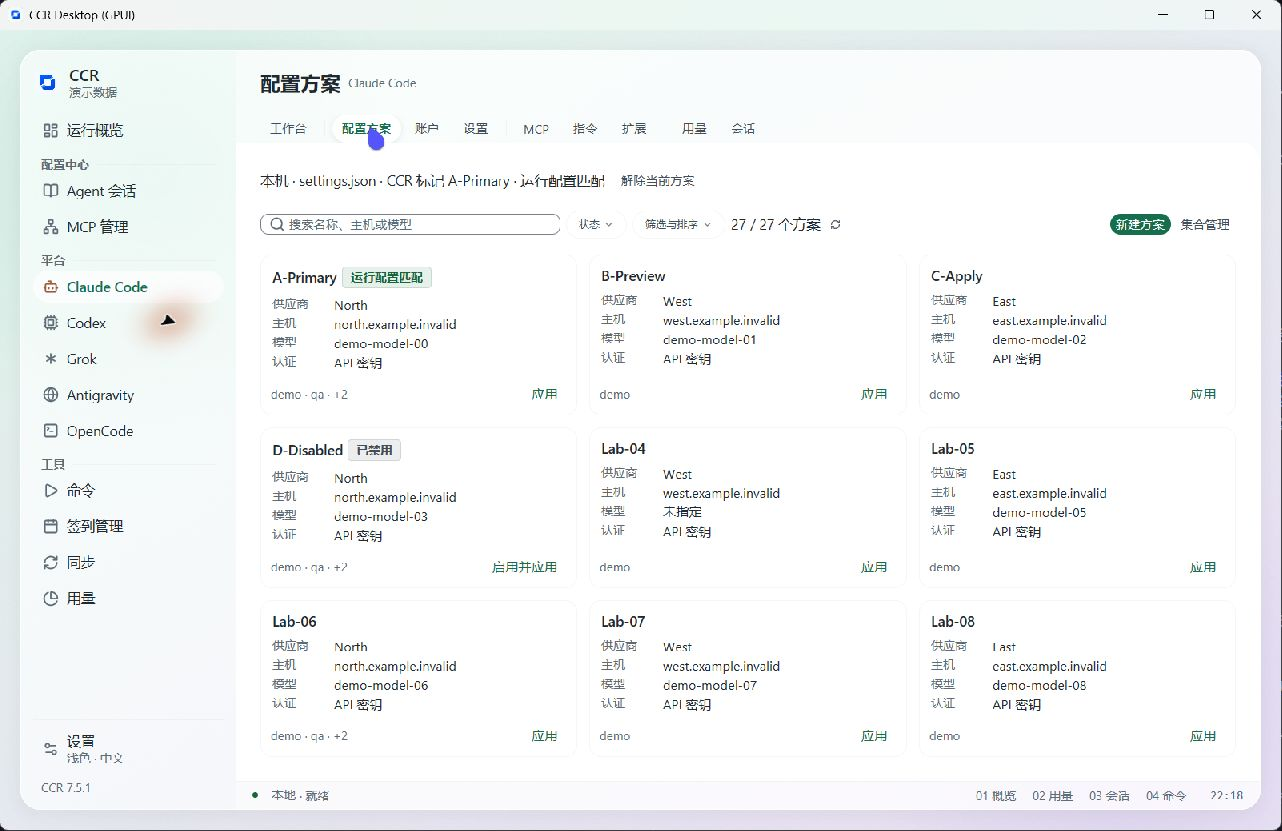 CCR Desktop (GPUI)
CCR
演示数据
运行概览
配置中心
Agent 会话
MCP 管理
平台
Claude Code
Codex
Grok
Antigravity
OpenCode
工具
命令
签到管理
同步
用量
设置
浅色 · 中文
CCR 7.5.1
配置方案 Claude Code
工作台 配置方案 账户 设置 MCP 指令 扩展 用量 会话
本机 · settings.json · CCR 标记 A-Primary · 运行配置匹配 解除当前方案
搜索名称、主机或模型 状态 筛选与排序 27 / 27 个方案 新建方案 集合管理
A-Primary 运行配置匹配
供应商 North
主机 north.example.invalid
模型 demo-model-00
认证 API 密钥
demo · qa · +2 应用
B-Preview
供应商 West
主机 west.example.invalid
模型 demo-model-01
认证 API 密钥
demo 应用
C-Apply
供应商 East
主机 east.example.invalid
模型 demo-model-02
认证 API 密钥
demo 应用
D-Disabled 已禁用
供应商 North
主机 north.example.invalid
模型 demo-model-03
认证 API 密钥
demo · qa · +2 启用并应用
Lab-04
供应商 West
主机 west.example.invalid
模型 未指定
认证 API 密钥
demo 应用
Lab-05
供应商 East
主机 east.example.invalid
模型 demo-model-05
认证 API 密钥
demo 应用
Lab-06
供应商 North
主机 north.example.invalid
模型 demo-model-06
认证 API 密钥
demo · qa · +2 应用
Lab-07
供应商 West
主机 west.example.invalid
模型 demo-model-07
认证 API 密钥
demo 应用
Lab-08
供应商 East
主机 east.example.invalid
模型 demo-model-08
认证 API 密钥
demo 应用
本地 · 就绪 01 概览 02 用量 03 会话 04 命令 22:18